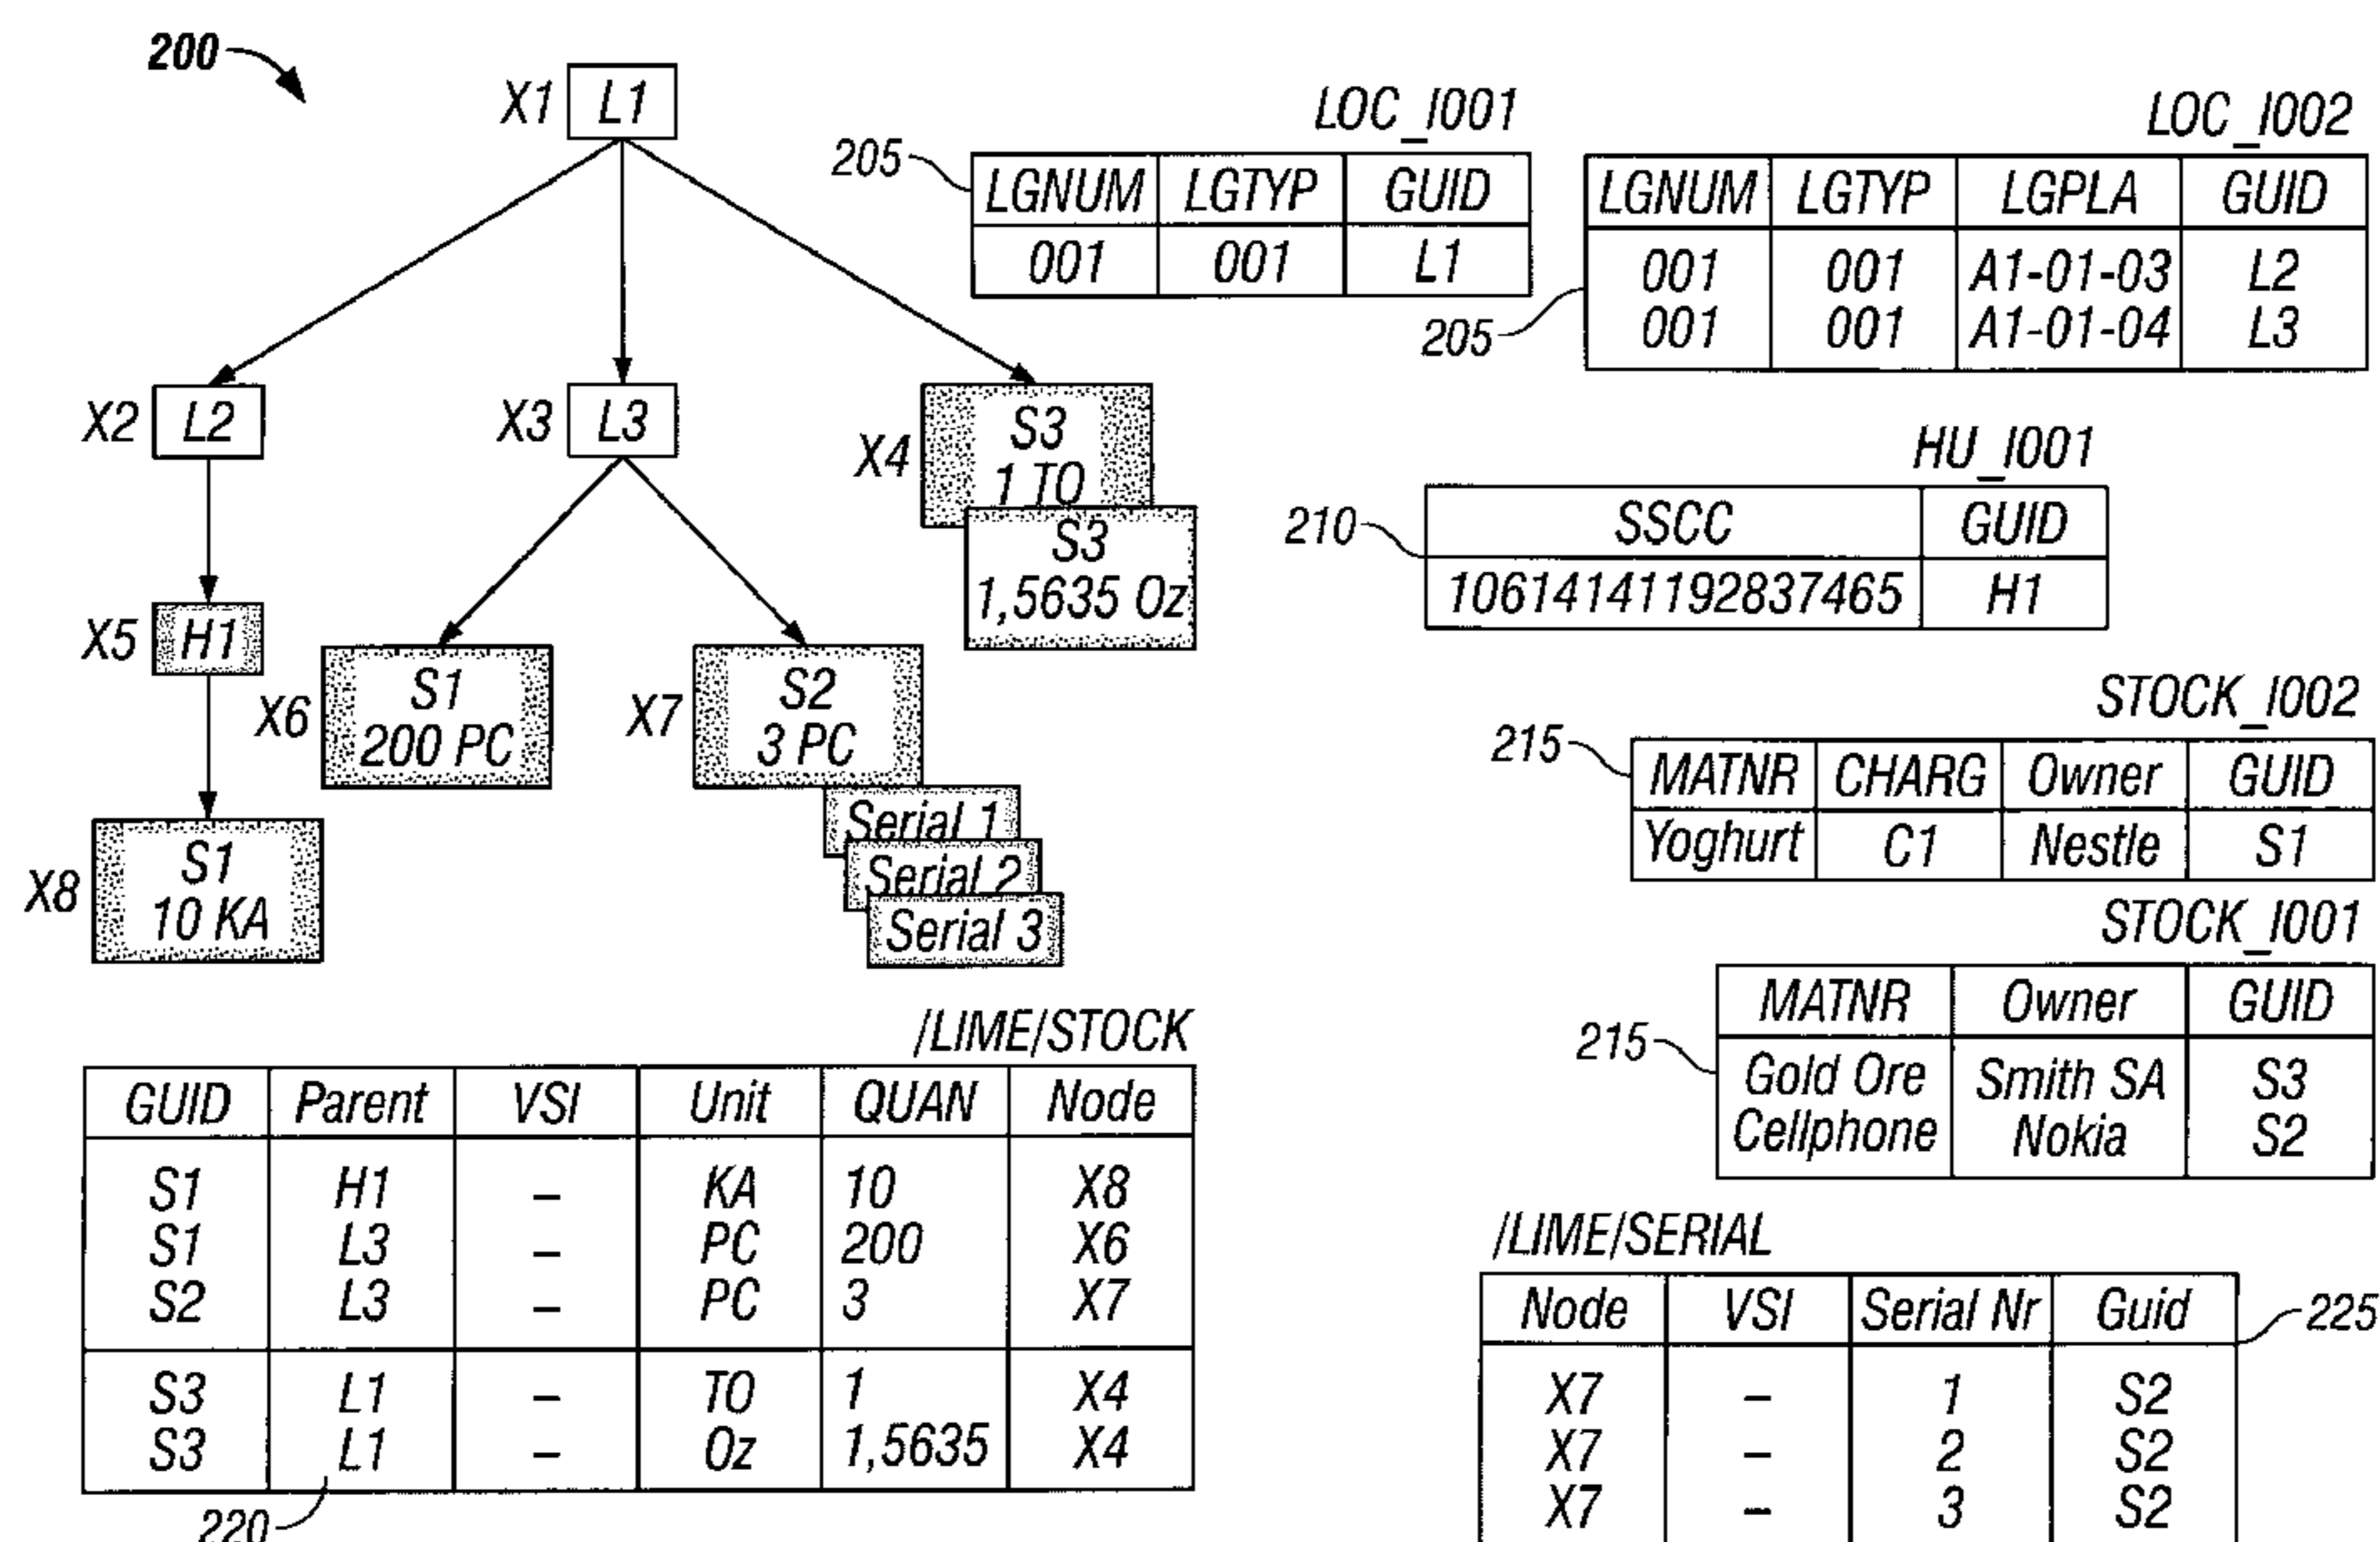 200
X1 L1
X2 L2
X3 L3
X4 S3
1 TO
S3
1,5635 Oz
X5 H1
X6 S1
200 PC
X7 S2
3 PC
Serial 1
Serial 2
Serial 3
X8 S1
10 KA
LOC_I001
205
LGNUM LGTYP GUID
001 001 L1
LOC_I002
LGNUM LGTYP LGPLA GUID
001 001 A1-01-03 L2
001 001 A1-01-04 L3
205
HU_I001
210
SSCC GUID
10614141192837465 H1
STOCK_I002
215
MATNR CHARG Owner GUID
Yoghurt C1 Nestle S1
STOCK_I001
215
MATNR Owner GUID
Gold Ore Smith SA S3
Cellphone Nokia S2
/LIME/STOCK
GUID Parent VSI Unit QUAN Node
S1 H1 – KA 10 X8
S1 L3 – PC 200 X6
S2 L3 – PC 3 X7
S3 L1 – TO 1 X4
S3 L1 – Oz 1,5635 X4
220
/LIME/SERIAL
Node VSI Serial Nr Guid
225
X7 – 1 S2
X7 – 2 S2
X7 – 3 S2